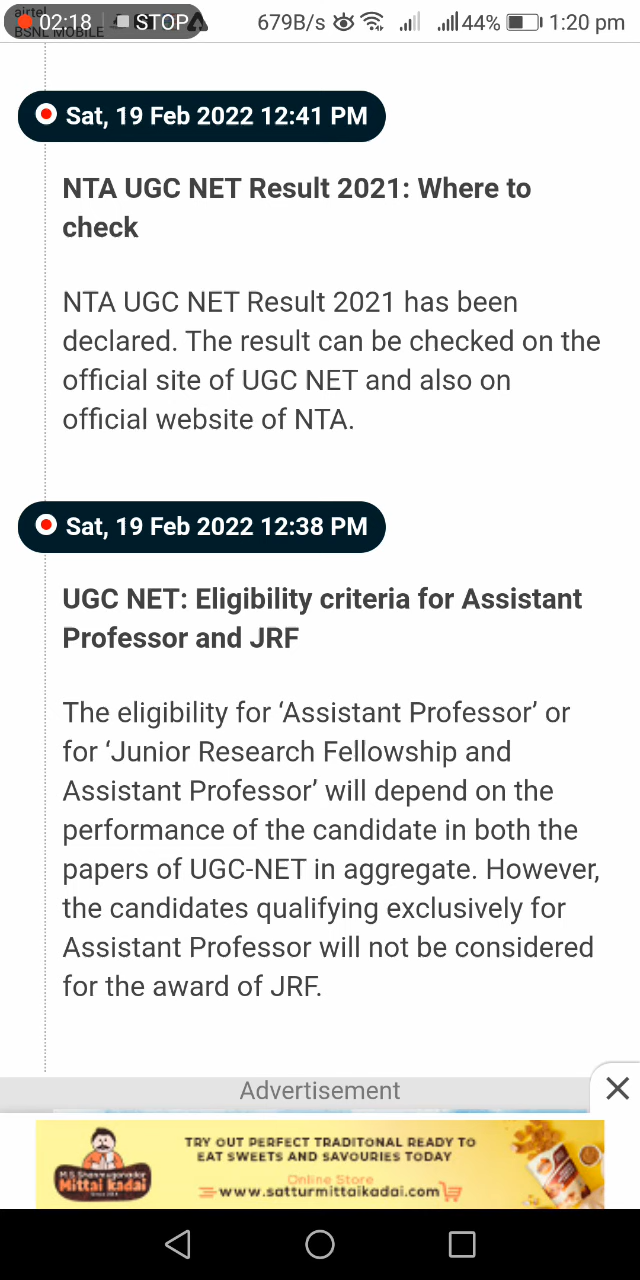 airtel
BSNL MOBILE
02:18 STOP 679B/s 44% 1:20 pm
Sat, 19 Feb 2022 12:41 PM
NTA UGC NET Result 2021: Where to
check
NTA UGC NET Result 2021 has been
declared. The result can be checked on the
official site of UGC NET and also on
official website of NTA.
Sat, 19 Feb 2022 12:38 PM
UGC NET: Eligibility criteria for Assistant
Professor and JRF
The eligibility for ‘Assistant Professor’ or
for ‘Junior Research Fellowship and
Assistant Professor’ will depend on the
performance of the candidate in both the
papers of UGC-NET in aggregate. However,
the candidates qualifying exclusively for
Assistant Professor will not be considered
for the award of JRF.
Advertisement
TRY OUT PERFECT TRADITONAL READY TO
EAT SWEETS AND SAVOURIES TODAY
Mittai kadai
Online Store
www.satturmittaikadai.com